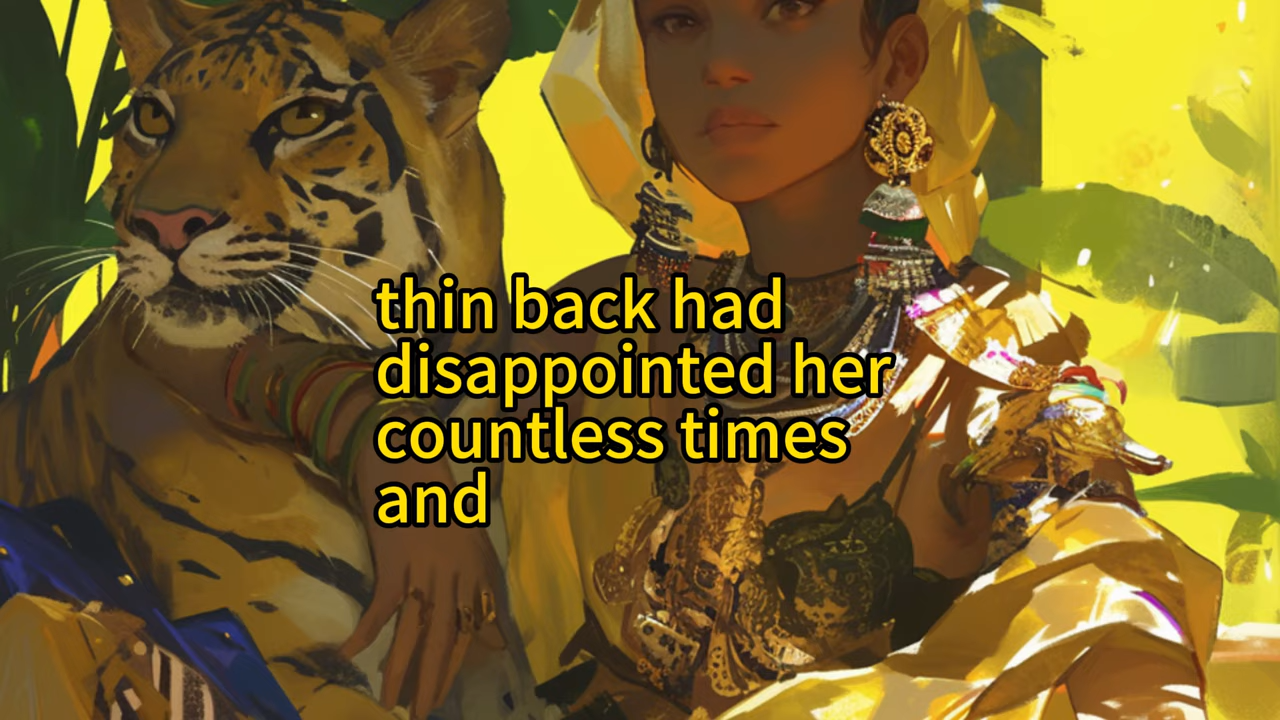 thin back had
disappointed her
countless times
and